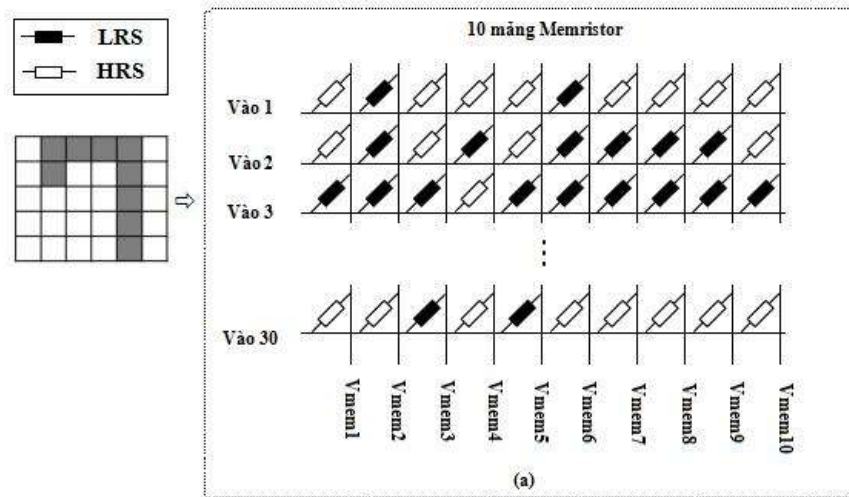 LRS
HRS
10 mảng Memristor
Vào 1
Vào 2
Vào 3
Vào 30
Vmem1
Vmem2
Vmem3
Vmem4
Vmem5
Vmem6
Vmem7
Vmem8
Vmem9
Vmem10
(a)